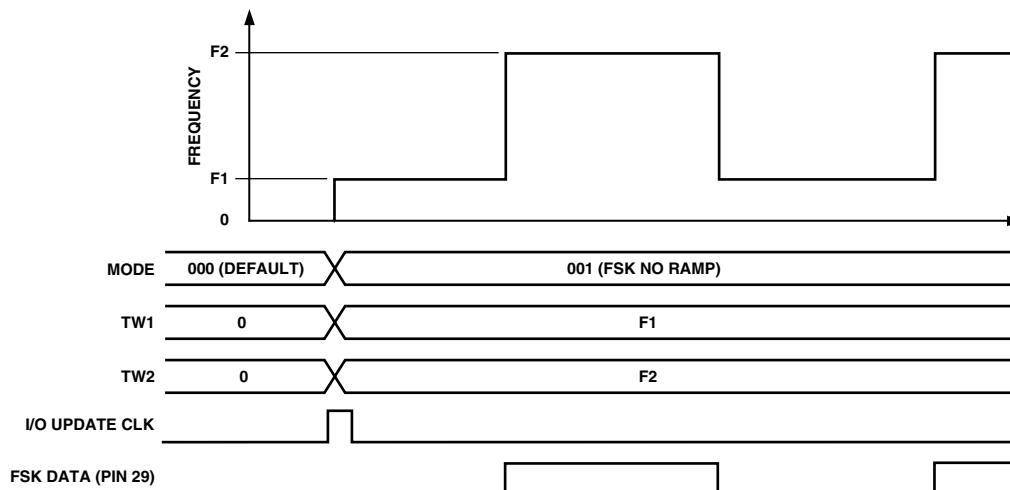 F2
FREQUENCY
F1
0
MODE 000 (DEFAULT) 001 (FSK NO RAMP)
TW1 0 F1
TW2 0 F2
I/O UPDATE CLK
FSK DATA (PIN 29)